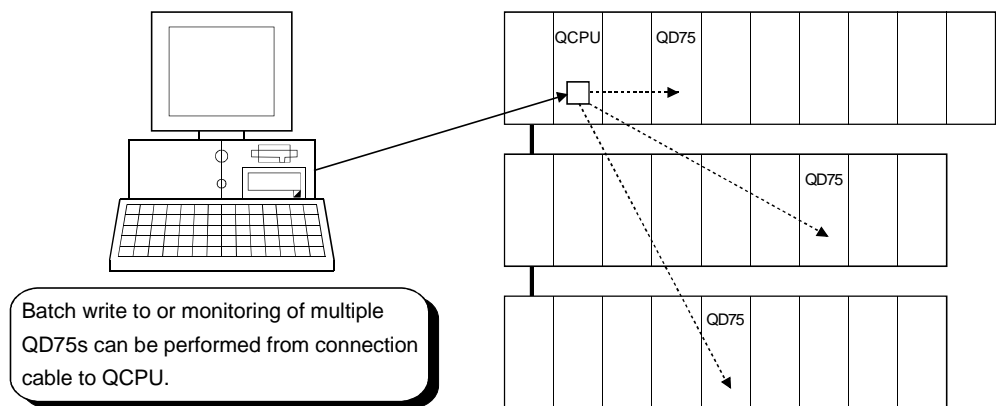 QCPU QD75
QD75
QD75
Batch write to or monitoring of multiple
QD75s can be performed from connection
cable to QCPU.